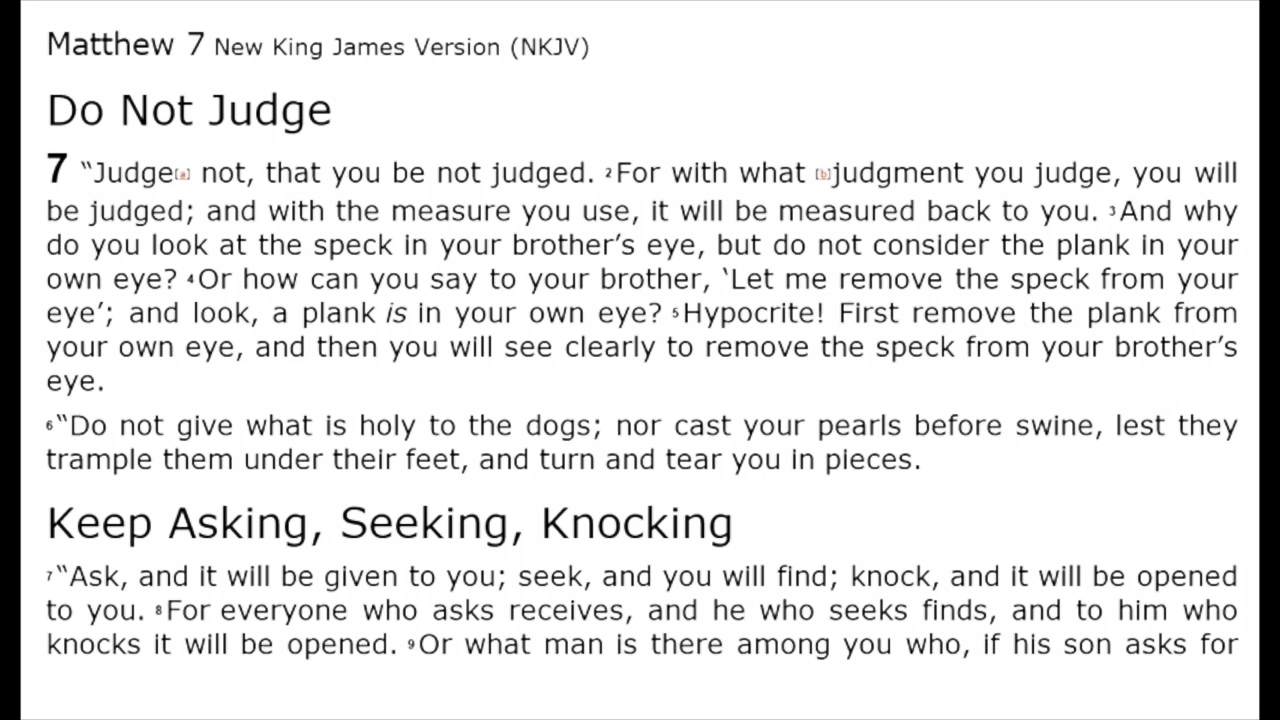 Matthew 7 New King James Version (NKJV)
Do Not Judge
7 “Judge[a] not, that you be not judged. 2 For with what [b]judgment you judge, you will
be judged; and with the measure you use, it will be measured back to you. 3 And why
do you look at the speck in your brother’s eye, but do not consider the plank in your
own eye? 4 Or how can you say to your brother, ‘Let me remove the speck from your
eye’; and look, a plank is in your own eye? 5 Hypocrite! First remove the plank from
your own eye, and then you will see clearly to remove the speck from your brother’s
eye.
6 “Do not give what is holy to the dogs; nor cast your pearls before swine, lest they
trample them under their feet, and turn and tear you in pieces.
Keep Asking, Seeking, Knocking
7 “Ask, and it will be given to you; seek, and you will find; knock, and it will be opened
to you. 8 For everyone who asks receives, and he who seeks finds, and to him who
knocks it will be opened. 9 Or what man is there among you who, if his son asks for